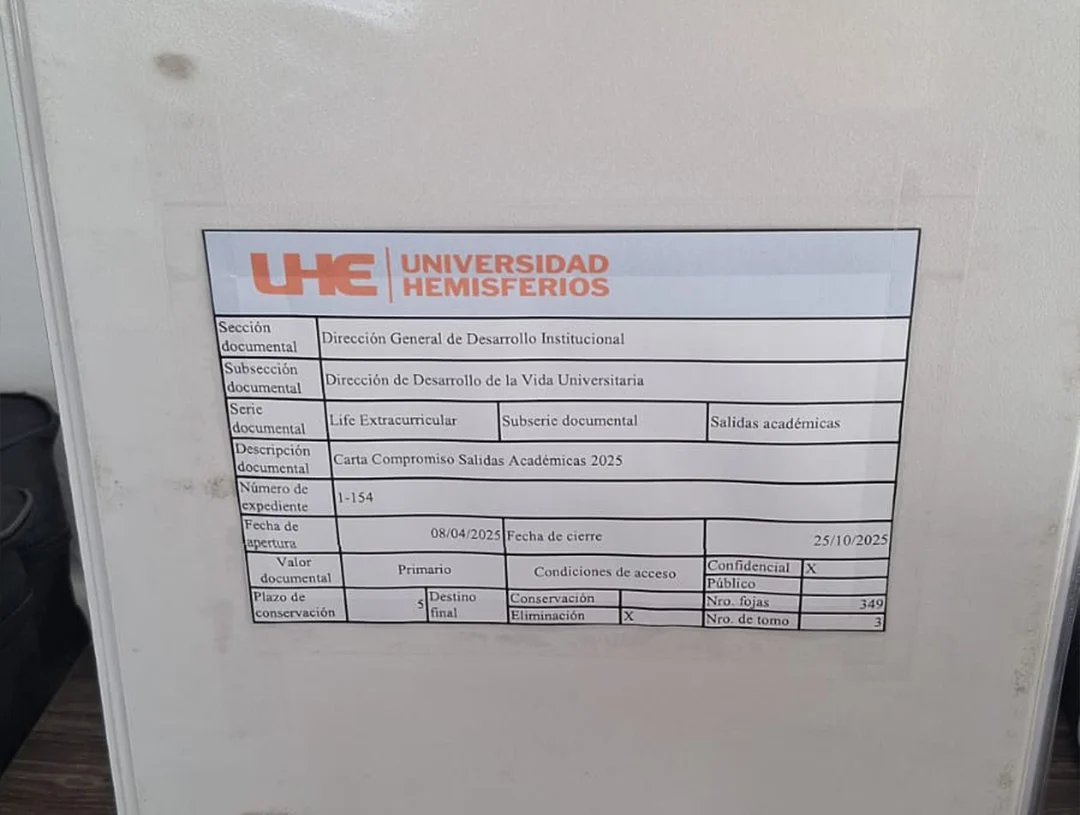 UHE UNIVERSIDAD
HEMISFERIOS
Sección
documental
Dirección General de Desarrollo Institucional
Subsección
documental
Dirección de Desarrollo de la Vida Universitaria
Serie
documental
Life Extracurricular
Subserie documental
Salidas académicas
Descripción
documental
Carta Compromiso Salidas Académicas 2025
Número de
expediente
1-154
Fecha de
apertura
08/04/2025
Fecha de cierre
25/10/2025
Valor
documental
Primario
Condiciones de acceso
Confidencial X
Público
Plazo de
conservación
5
Destino
final
Conservación
Eliminación X
Nro. fojas 349
Nro. de tomo 3